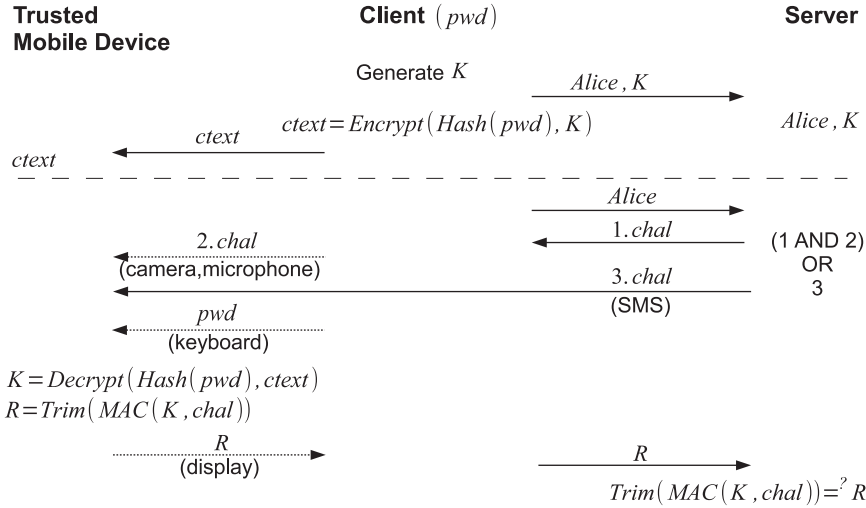 Trusted Mobile Device
Client (pwd)
Server
Generate K
Alice, K
ctext=Encrypt(Hash(pwd), K)
Alice, K
ctext
ctext
Alice
1.chal
2.chal
(camera,microphone)
(1 AND 2)
OR
3
3.chal
(SMS)
pwd
(keyboard)
K=Decrypt(Hash(pwd),ctext)
R=Trim(MAC(K,chal))
R
(display)
R
Trim(MAC(K,chal))=? R